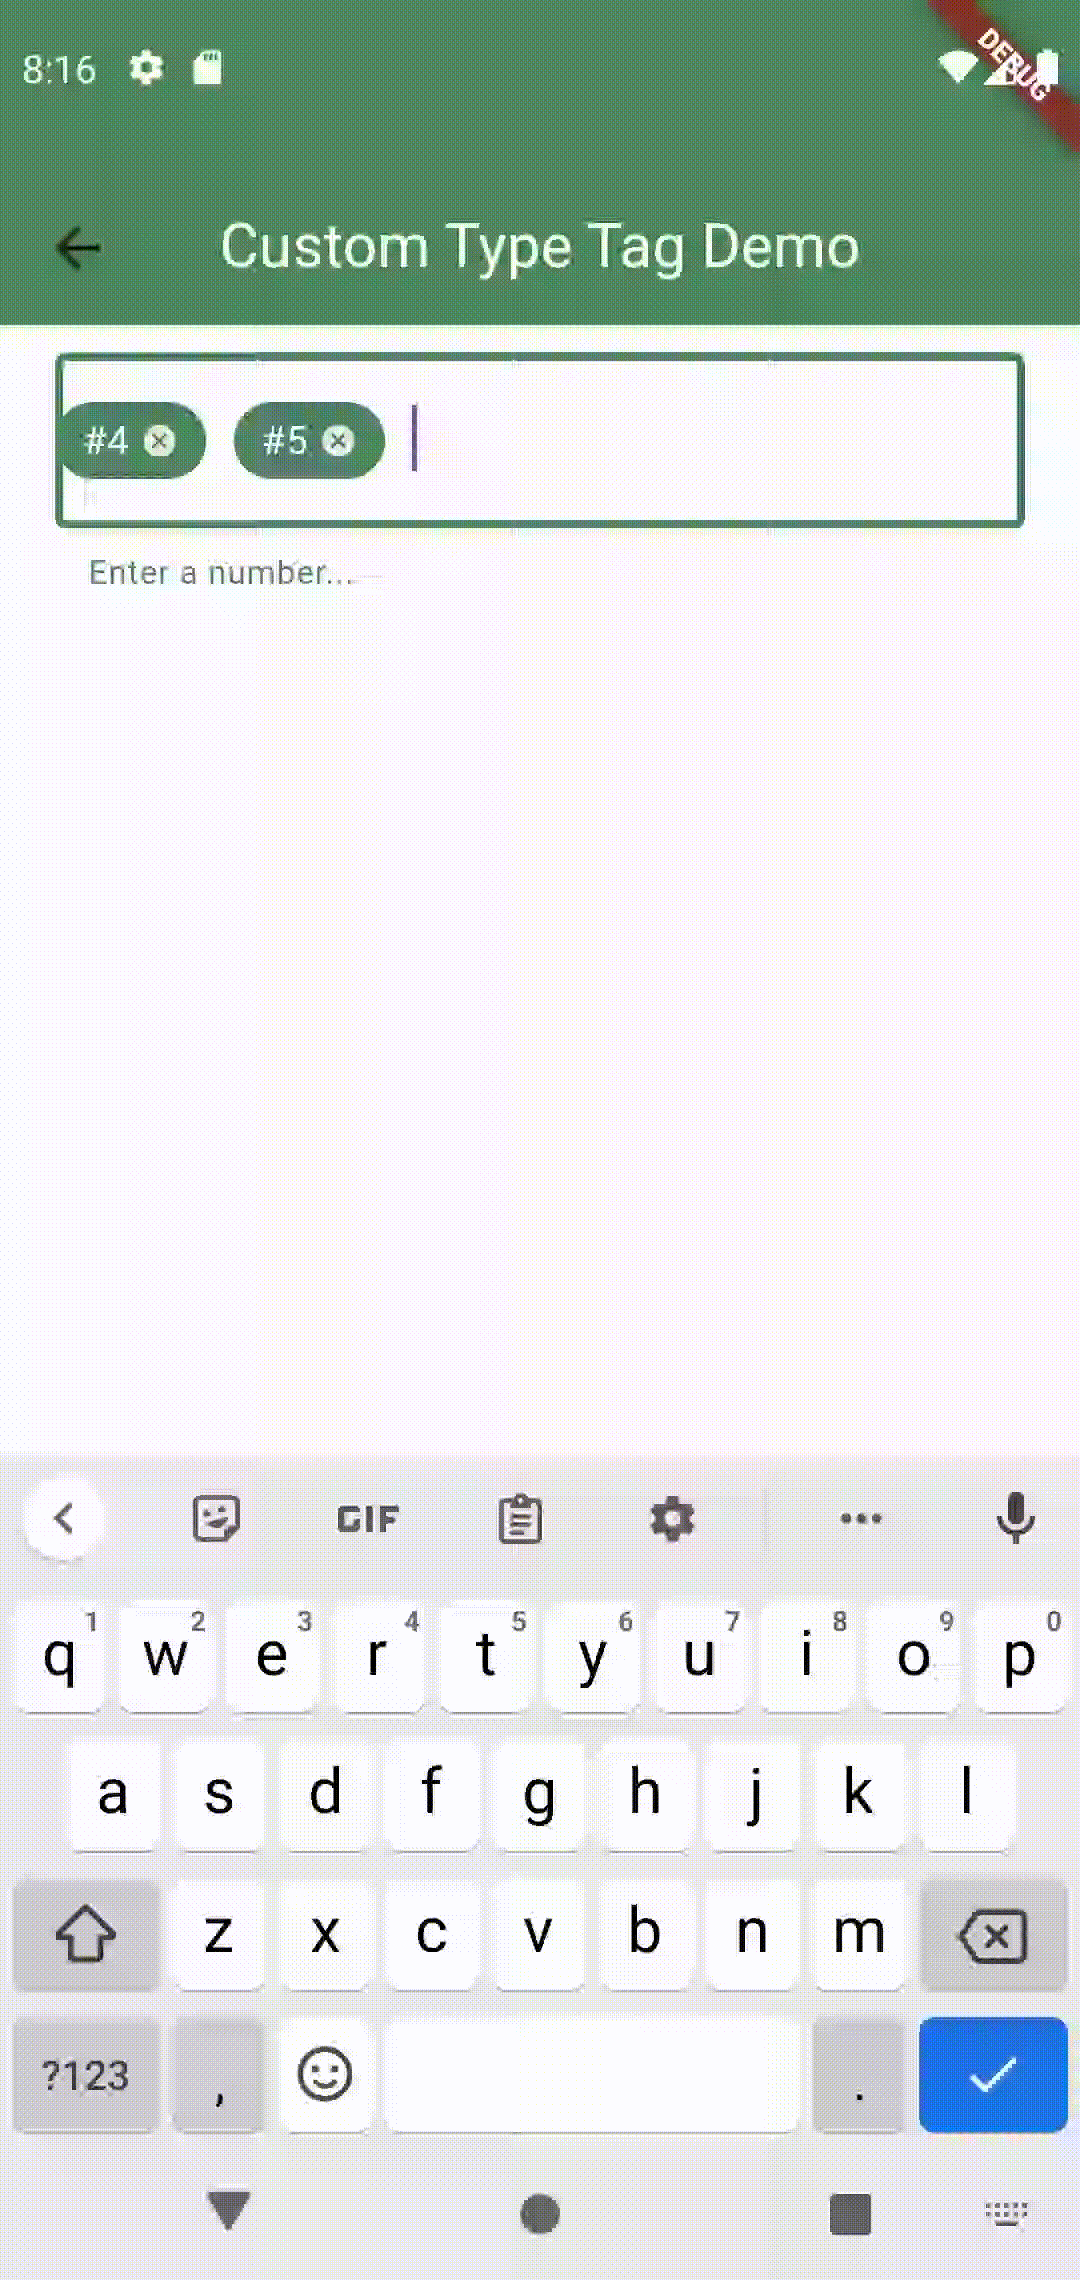 8:16
DEBUG
Custom Type Tag Demo
#4 #5
Enter a number...
GIF
1 2 3 4 5 6 7 8 9 0
q w e r t y u i o p
a s d f g h j k l
z x c v b n m
?123 , .